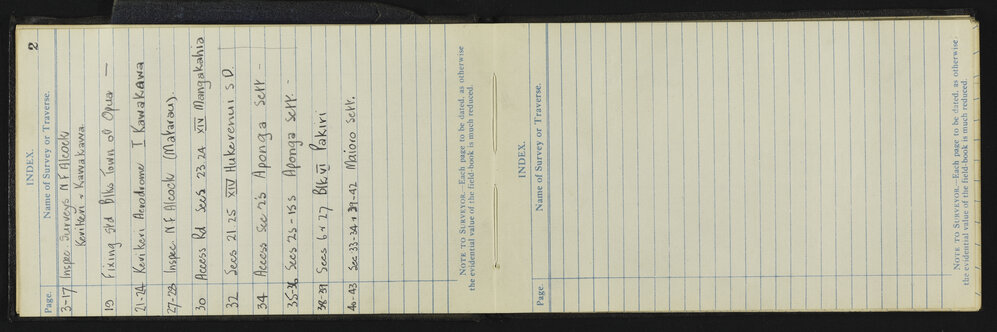 2
INDEX.
Page. Name of Survey or Traverse.
3-17 Inspec. Surveys N F Alcock
Kerikeri & Kawakawa.
19 Fixing Std Blks Town of Opua —
21-24 Kerikeri Aerodrome I Kawakawa
27-28 Inspec. N F Alcock (Matarau).
30 Access Rd Secs 23 24 XIV Mangakahia
32 Secs 21 25 XIV Hukerenui S.D.
34 Access Sec 2s Aponga Sett —
35-36 Secs 2s-15s Aponga Sett.
38-39 Secs 6 & 27 Blk VI Pakiri
40-43 Sec 33-34 & 39-42 Maioro Sett.
NOTE TO SURVEYOR.—Each page to be dated, as otherwise
the evidential value of the field-book is much reduced.
INDEX.
Page. Name of Survey or Traverse.
NOTE TO SURVEYOR.—Each page to be dated, as otherwise
the evidential value of the field-book is much reduced.